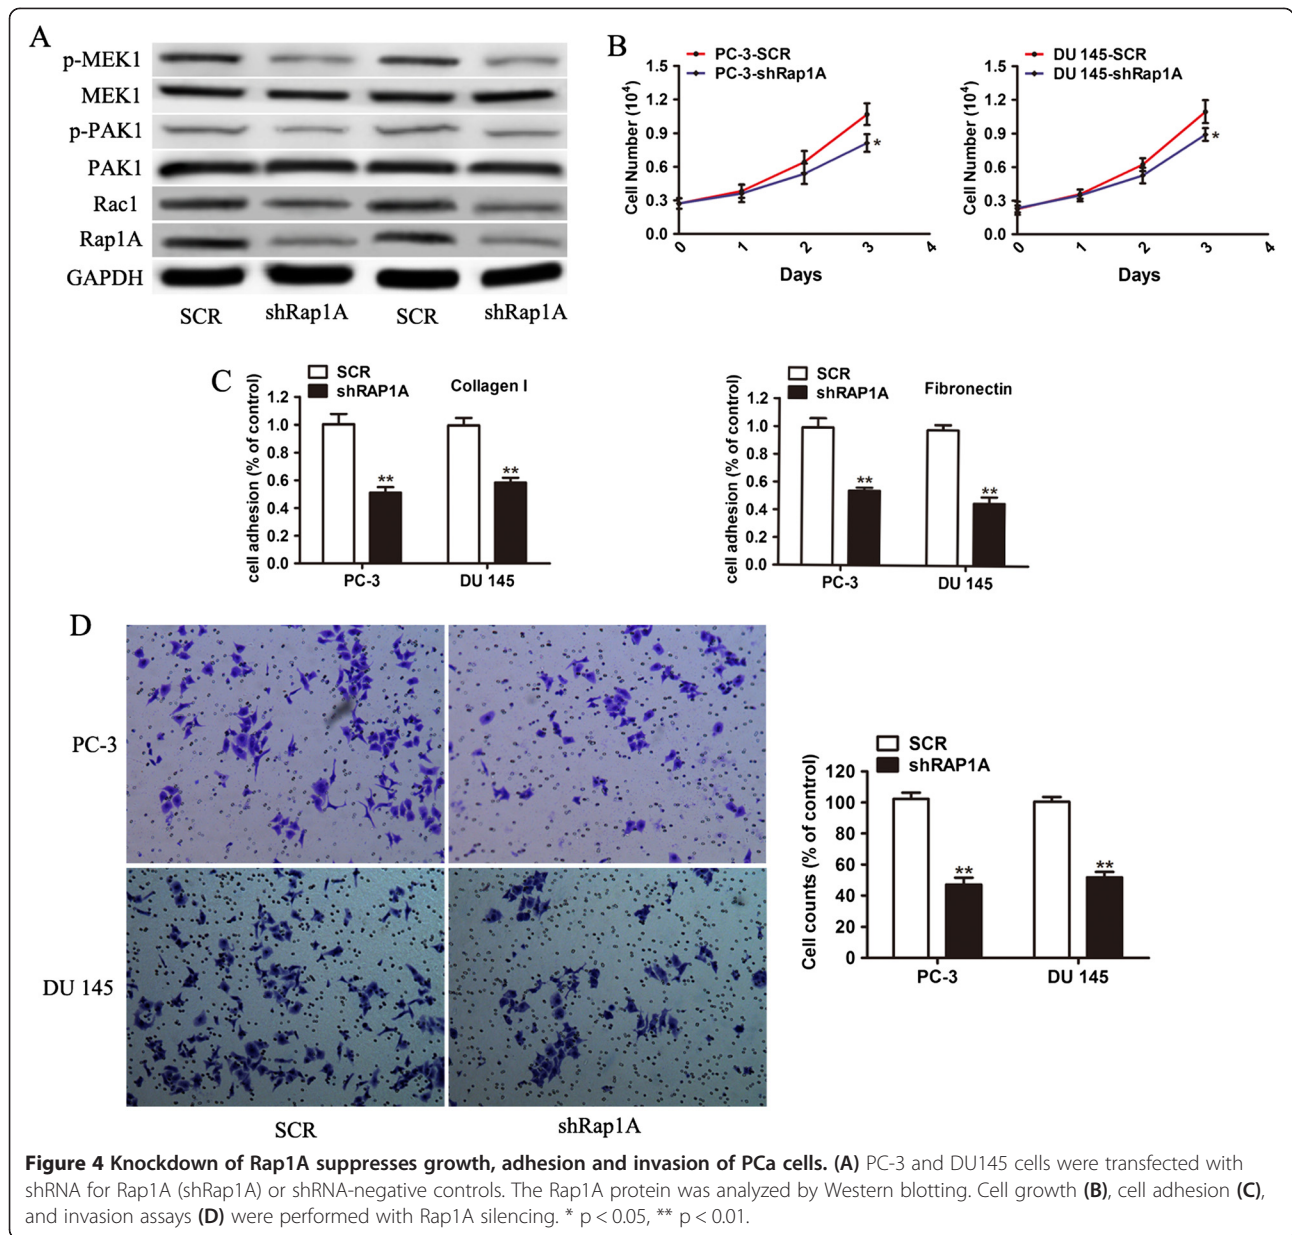 A
p-MEK1
MEK1
p-PAK1
PAK1
Rac1
Rap1A
GAPDH
SCR shRap1A SCR shRap1A
B
PC-3-SCR
PC-3-shRap1A
Cell Number (10⁴)
1.5
1.2
0.9
0.6
0.3
0.0
*
0 1 2 3 4
Days
DU 145-SCR
DU 145-shRap1A
Cell Number (10⁴)
1.5
1.2
0.9
0.6
0.3
0.0
*
0 1 2 3 4
Days
C
SCR
shRAP1A
Collagen I
cell adhesion (% of control)
1.2
1.0
0.8
0.6
0.4
0.2
0.0
** **
PC-3 DU 145
SCR
shRAP1A
Fibronectin
cell adhesion (% of control)
1.2
1.0
0.8
0.6
0.4
0.2
0.0
** **
PC-3 DU 145
D
PC-3
DU 145
SCR shRap1A
SCR
shRAP1A
Cell counts (% of control)
120
100
80
60
40
20
0
** **
PC-3 DU 145
Figure 4 Knockdown of Rap1A suppresses growth, adhesion and invasion of PCa cells. (A) PC-3 and DU145 cells were transfected with
shRNA for Rap1A (shRap1A) or shRNA-negative controls. The Rap1A protein was analyzed by Western blotting. Cell growth (B), cell adhesion (C),
and invasion assays (D) were performed with Rap1A silencing. * p < 0.05, ** p < 0.01.